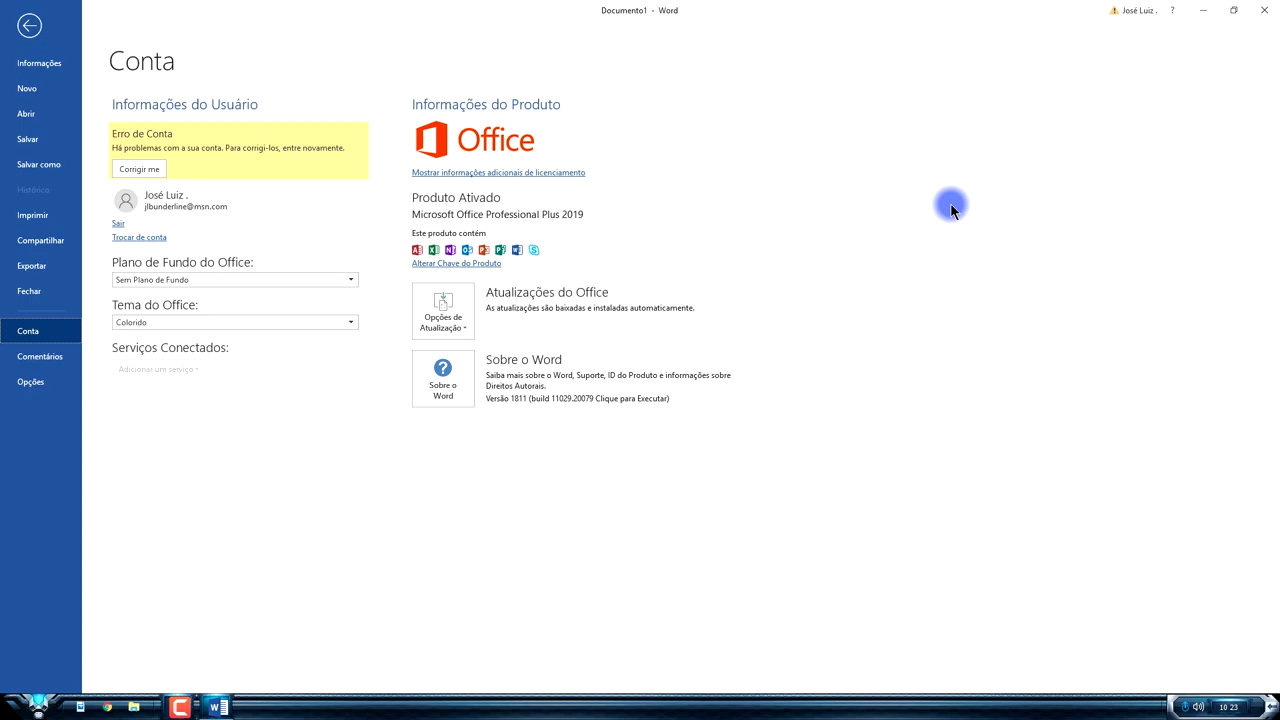 Documento1 - Word
José Luiz .
?
Informações
Novo
Abrir
Salvar
Salvar como
Histórico
Imprimir
Compartilhar
Exportar
Fechar
Conta
Comentários
Opções
Conta
Informações do Usuário
Erro de Conta
Há problemas com a sua conta. Para corrigi-los, entre novamente.
Corrigir me
José Luiz .
jlbunderline@msn.com
Sair
Trocar de conta
Plano de Fundo do Office:
Sem Plano de Fundo
Tema do Office:
Colorido
Serviços Conectados:
Adicionar um serviço
Informações do Produto
Office
Mostrar informações adicionais de licenciamento
Produto Ativado
Microsoft Office Professional Plus 2019
Este produto contém
Alterar Chave do Produto
Opções de
Atualização
Atualizações do Office
As atualizações são baixadas e instaladas automaticamente.
Sobre o
Word
Sobre o Word
Saiba mais sobre o Word, Suporte, ID do Produto e informações sobre
Direitos Autorais.
Versão 1811 (build 11029.20079 Clique para Executar)
10 23